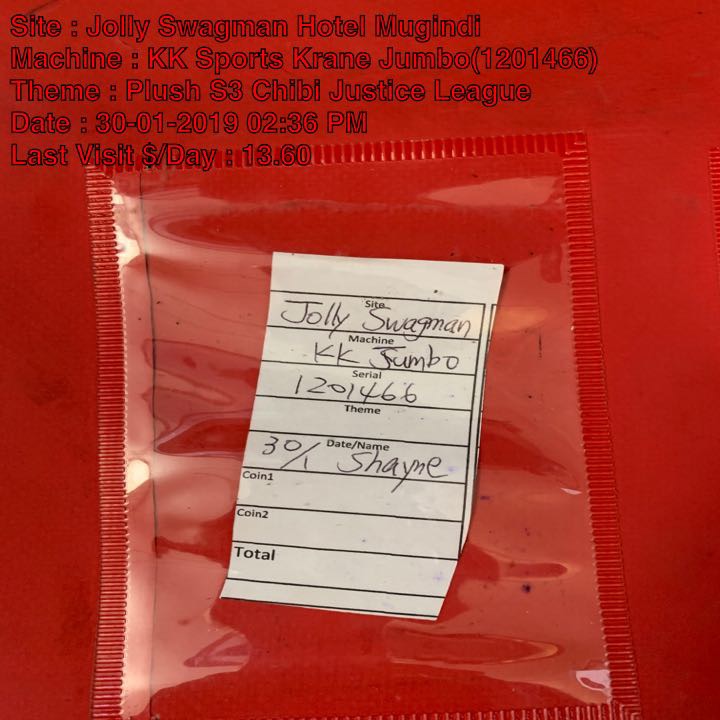 Site : Jolly Swagman Hotel Mugindi
Machine : KK Sports Krane Jumbo(1201466)
Theme : Plush S3 Chibi Justice League
Date : 30-01-2019 02:36 PM
Last Visit $/Day : 13.60
Site
Jolly Swagman
Machine
KK Jumbo
Serial
1201466
Theme
Date/Name
30/1 Shayne
Coin1
Coin2
Total